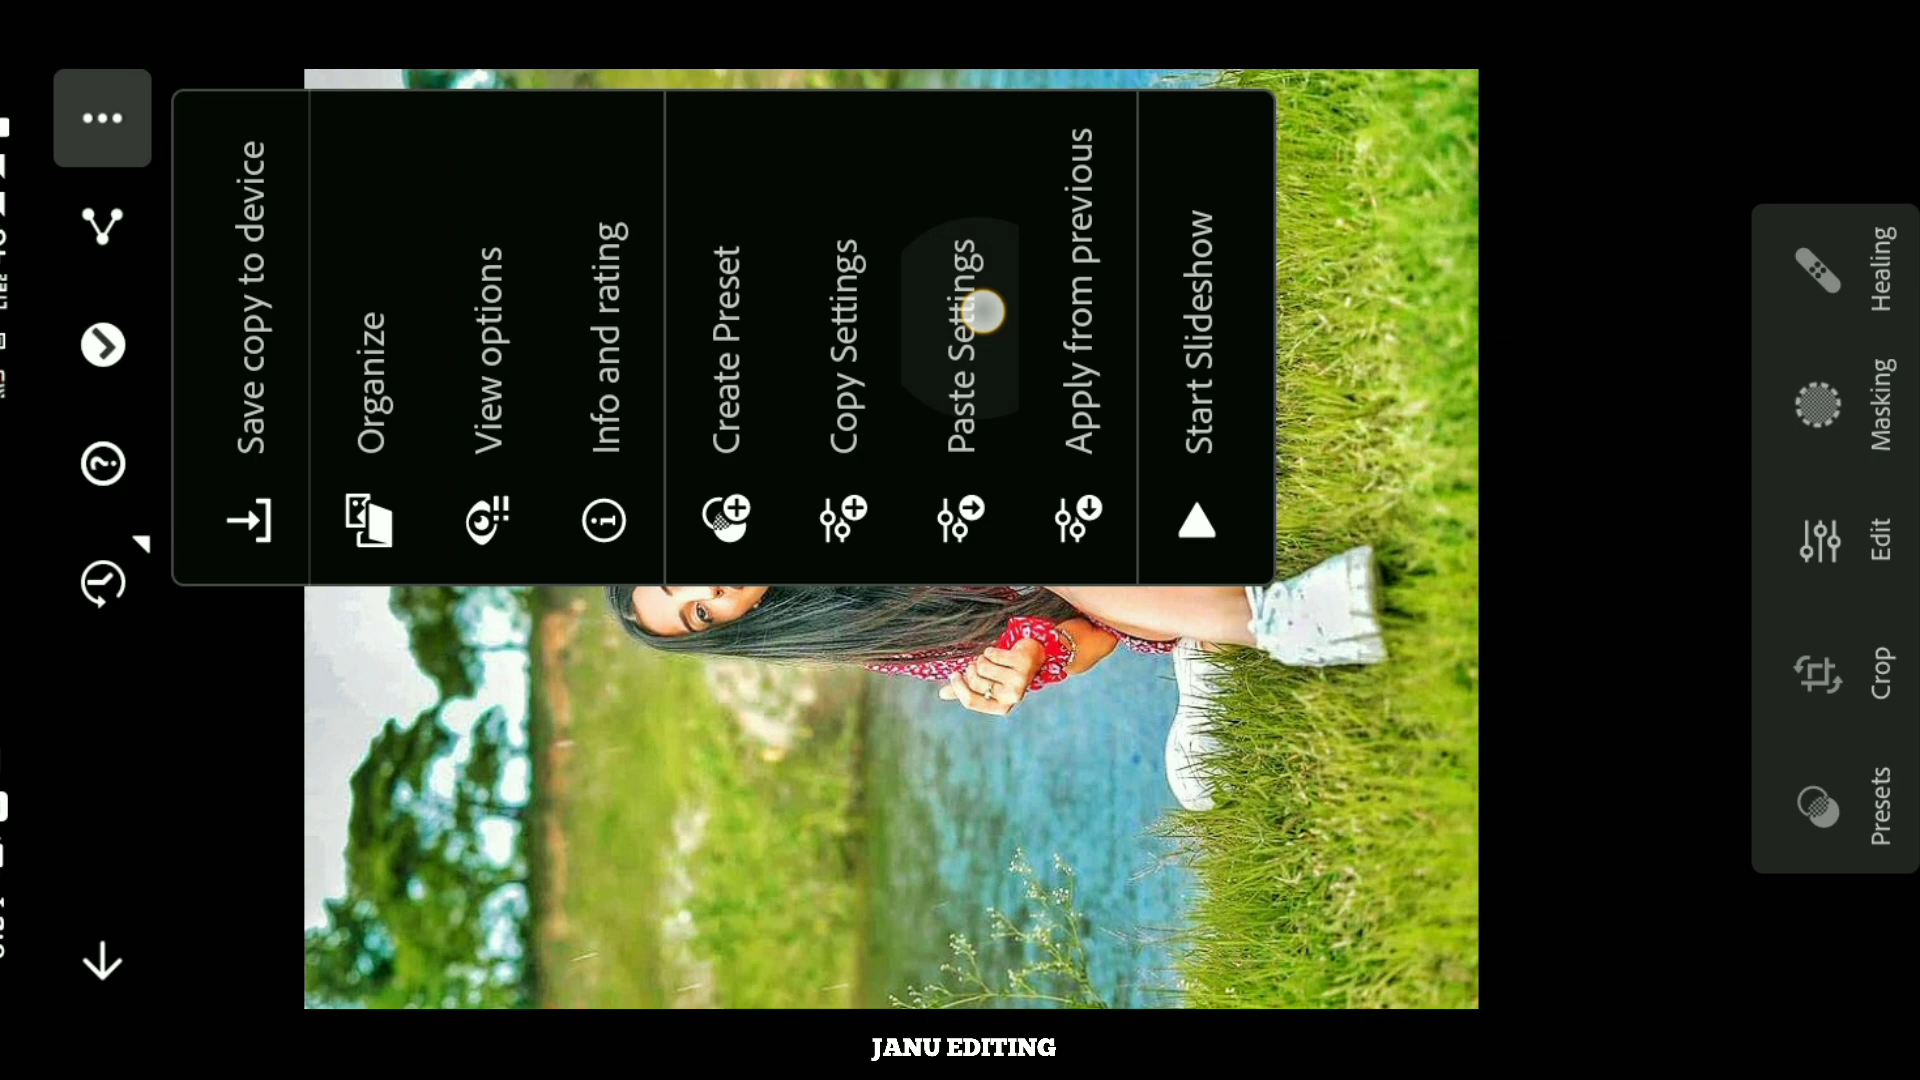 Save copy to device
Organize
View options
Info and rating
Create Preset
Copy Settings
Paste Settings
Apply from previous
Start Slideshow
Presets
Crop
Edit
Masking
Healing
JANU EDITING